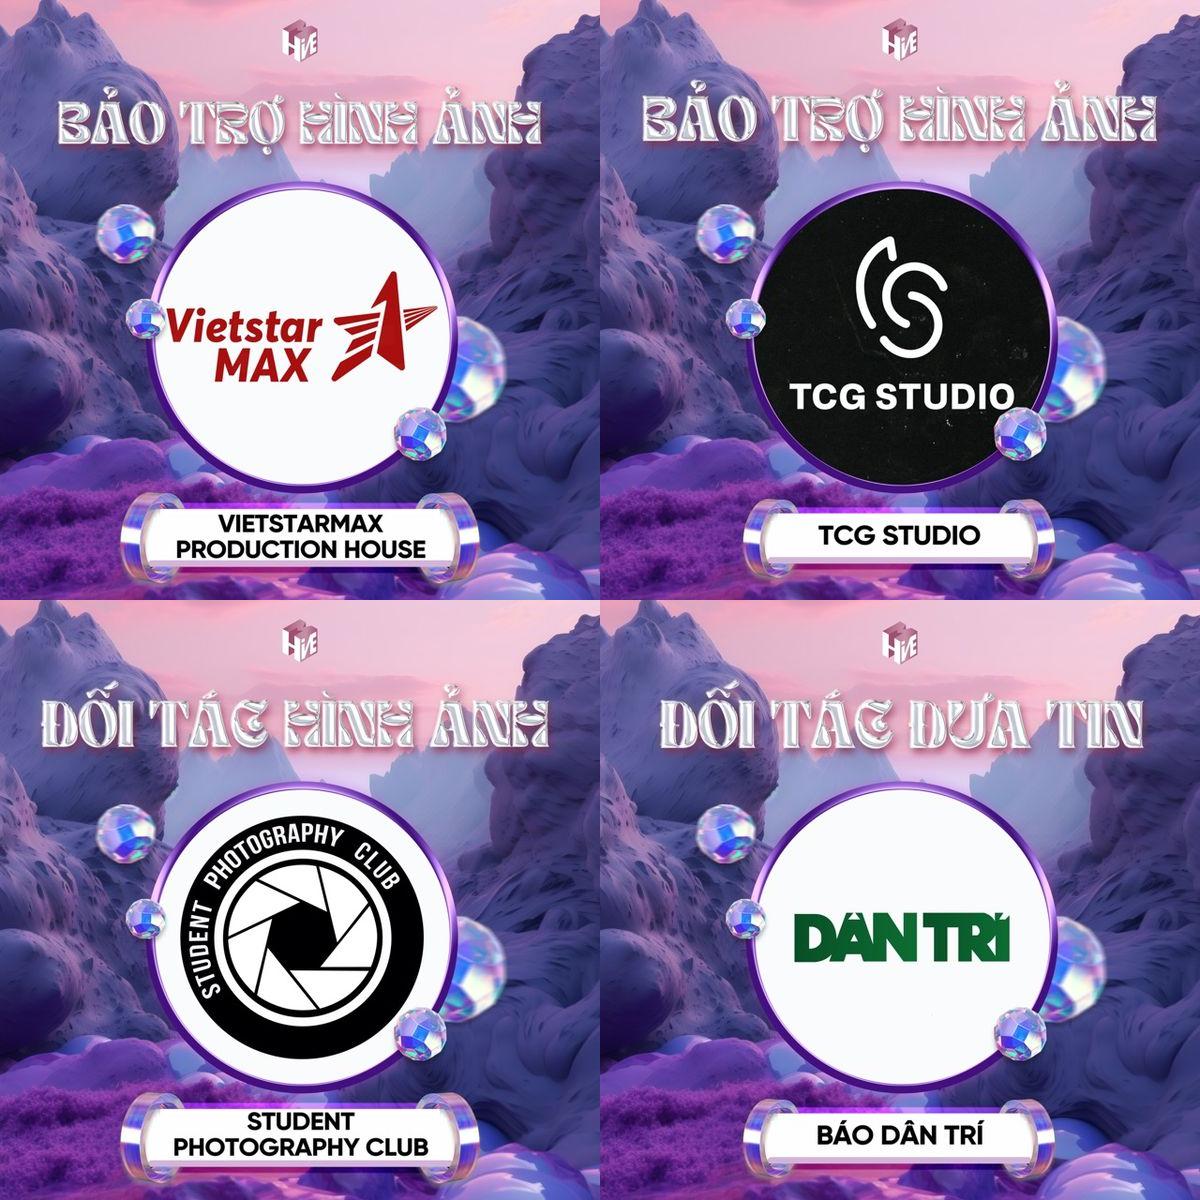 HIVE
BẢO TRỢ HÌNH ẢNH
Vietstar
MAX
VIETSTARMAX
PRODUCTION HOUSE
HIVE
BẢO TRỢ HÌNH ẢNH
TCG STUDIO
TCG STUDIO
HIVE
ĐỐI TÁC HÌNH ẢNH
STUDENT PHOTOGRAPHY CLUB
STUDENT
PHOTOGRAPHY CLUB
HIVE
ĐỐI TÁC ĐƯA TIN
DÂN TRÍ
BÁO DÂN TRÍ